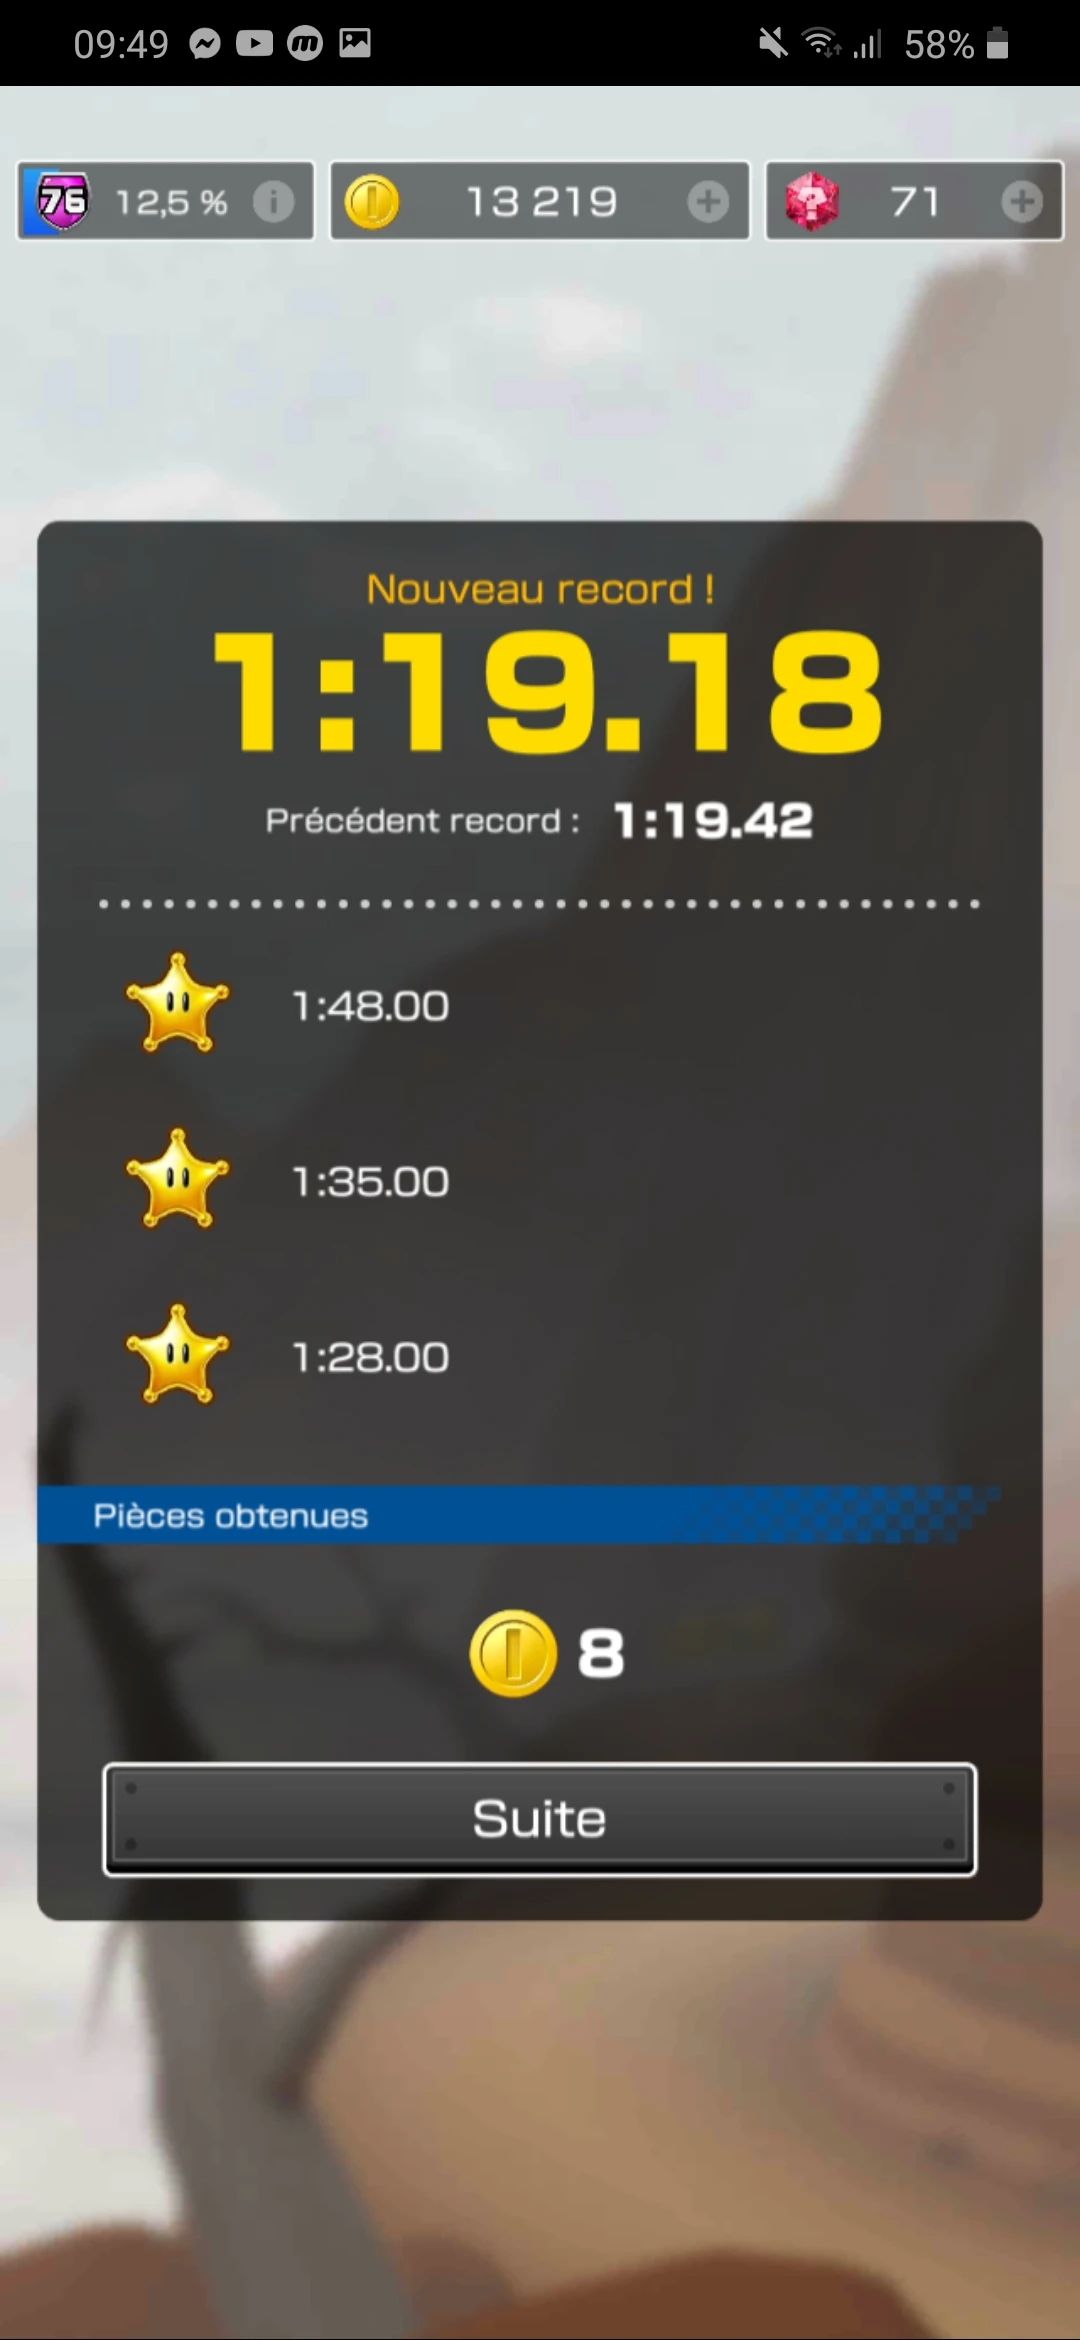 09:49 58%
76 12,5 % i 13 219 + ? 71 +
Nouveau record !
1:19.18
Précédent record : 1:19.42
1:48.00
1:35.00
1:28.00
Pièces obtenues
8
Suite